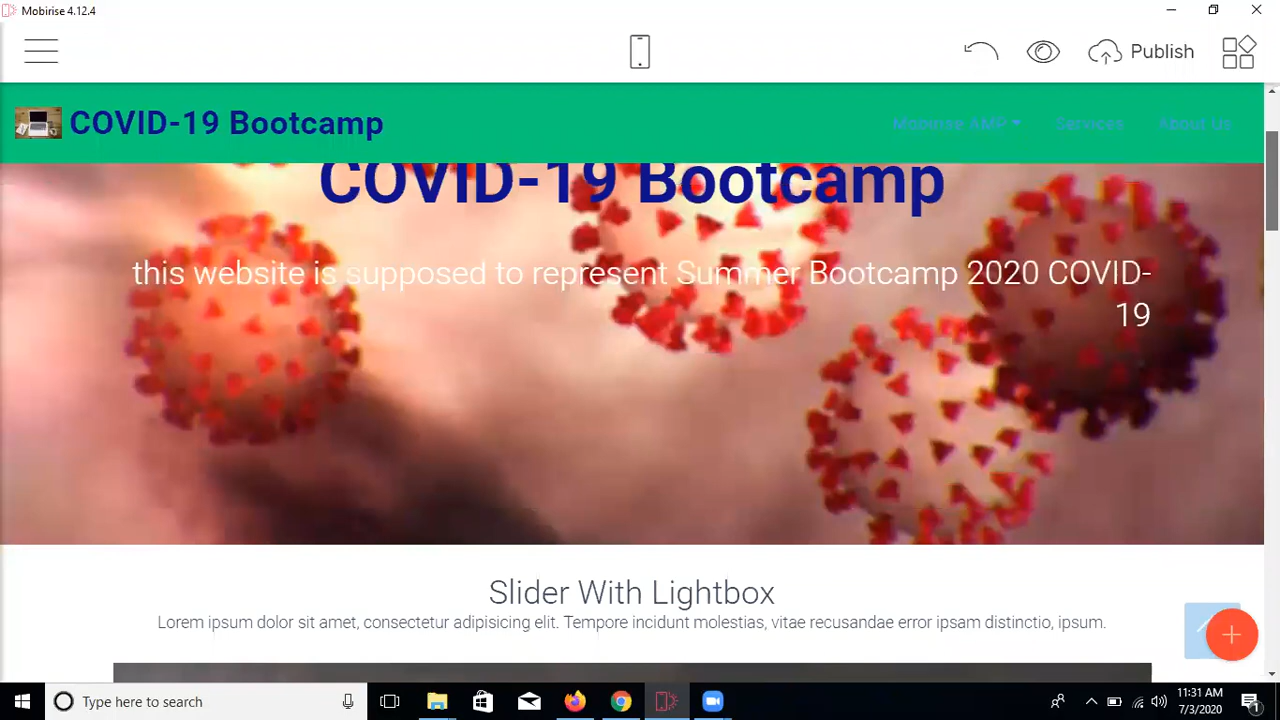 Mobirise 4.12.4
Publish
COVID-19 Bootcamp
Mobirise AMP
Services
About Us
COVID-19 Bootcamp
this website is supposed to represent Summer Bootcamp 2020 COVID-
19
Slider With Lightbox
Lorem ipsum dolor sit amet, consectetur adipisicing elit. Tempore incidunt molestias, vitae recusandae error ipsam distinctio, ipsum.
Type here to search
11:31 AM
7/3/2020
1